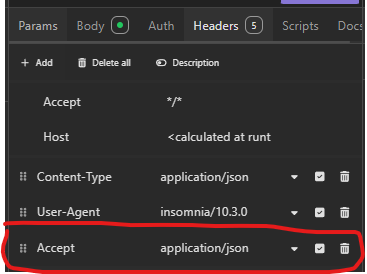 Params Body Auth Headers 5 Scripts Docs
+ Add Delete all Description
Accept */*
Host <calculated at runt
Content-Type application/json
User-Agent insomnia/10.3.0
Accept application/json